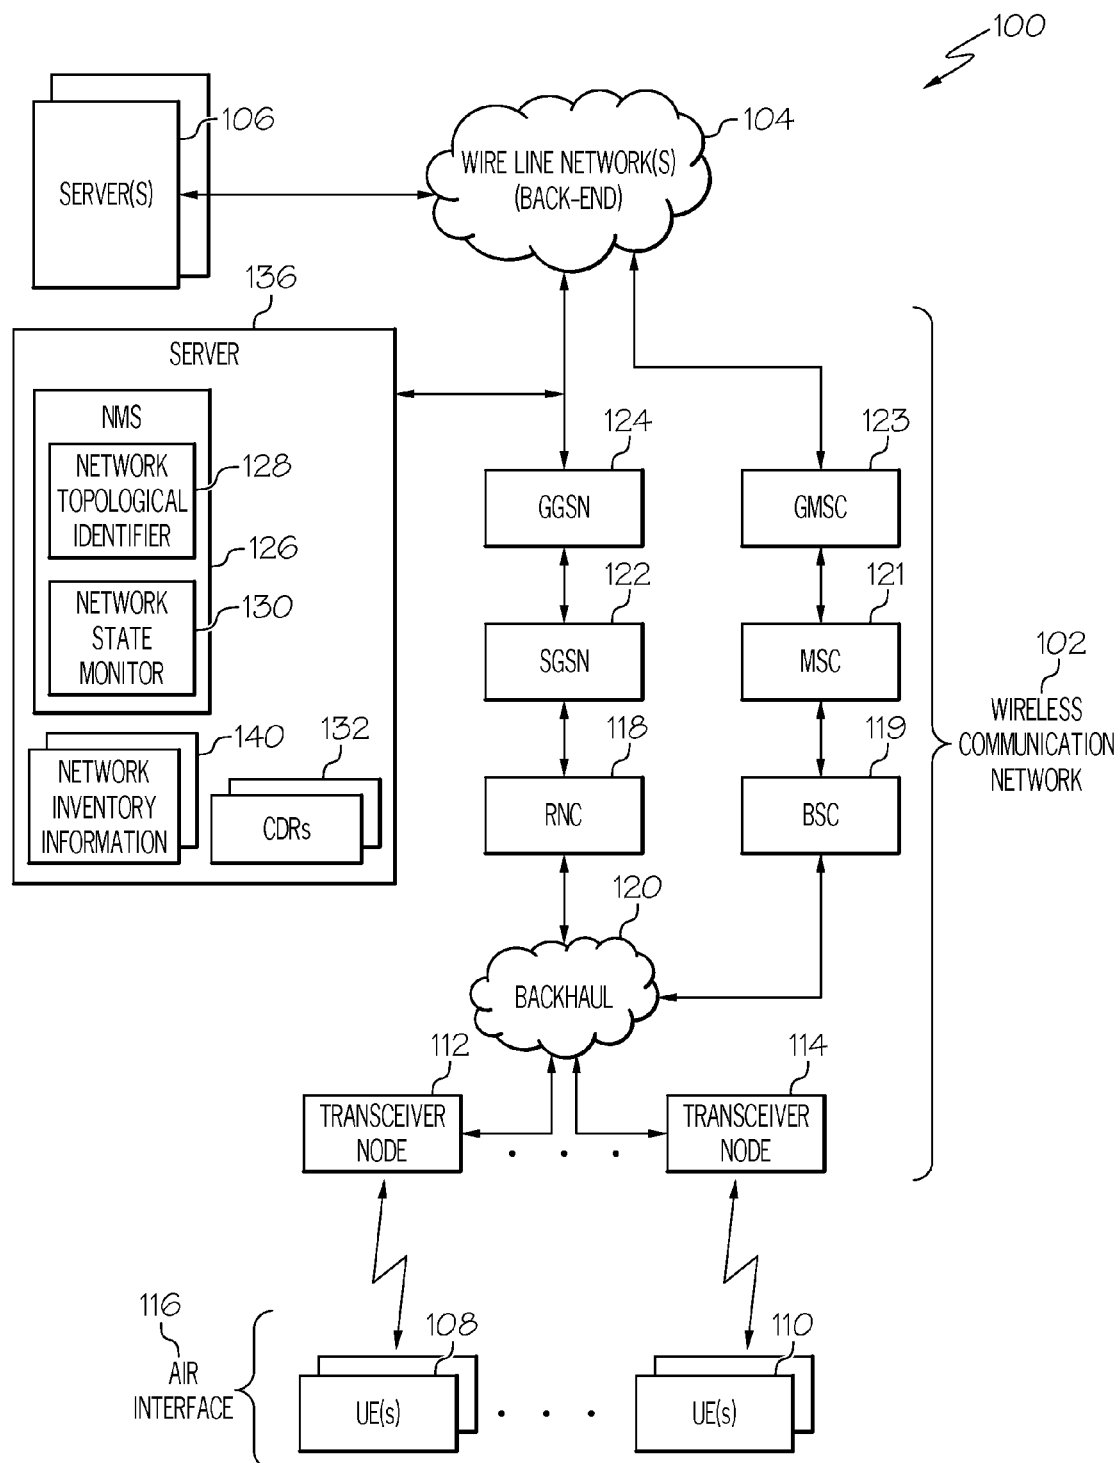 100
106
SERVER(S)
104
WIRE LINE NETWORK(S)
(BACK-END)
136
SERVER
NMS
NETWORK
TOPOLOGICAL
IDENTIFIER
128
126
NETWORK
STATE
MONITOR
130
140
NETWORK
INVENTORY
INFORMATION
132
CDRs
124
GGSN
123
GMSC
122
SGSN
121
MSC
118
RNC
119
BSC
102
WIRELESS
COMMUNICATION
NETWORK
120
BACKHAUL
112
TRANSCEIVER
NODE
114
TRANSCEIVER
NODE
116
AIR
INTERFACE
108
UE(s)
110
UE(s)